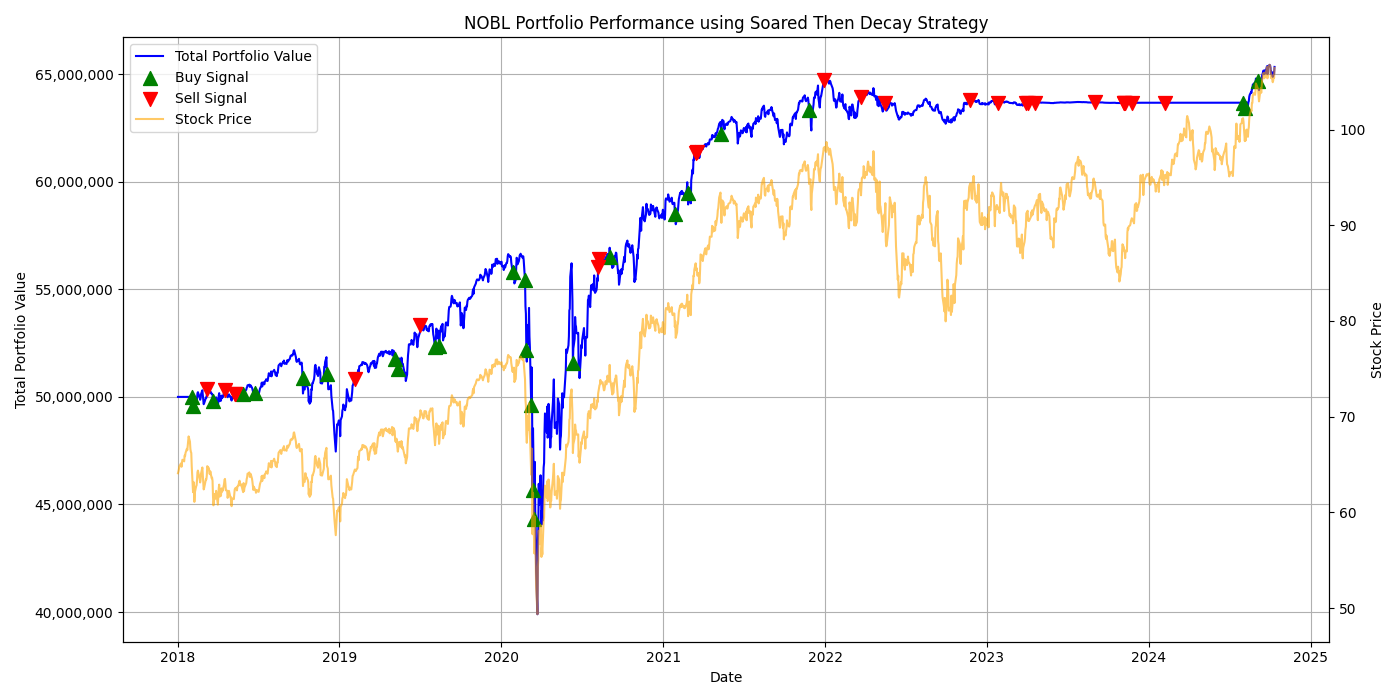 NOBL Portfolio Performance using Soared Then Decay Strategy
Total Portfolio Value
Buy Signal
Sell Signal
Stock Price
65,000,000
60,000,000
55,000,000
50,000,000
45,000,000
40,000,000
Total Portfolio Value
100
90
80
70
60
50
Stock Price
2018
2019
2020
2021
2022
2023
2024
2025
Date